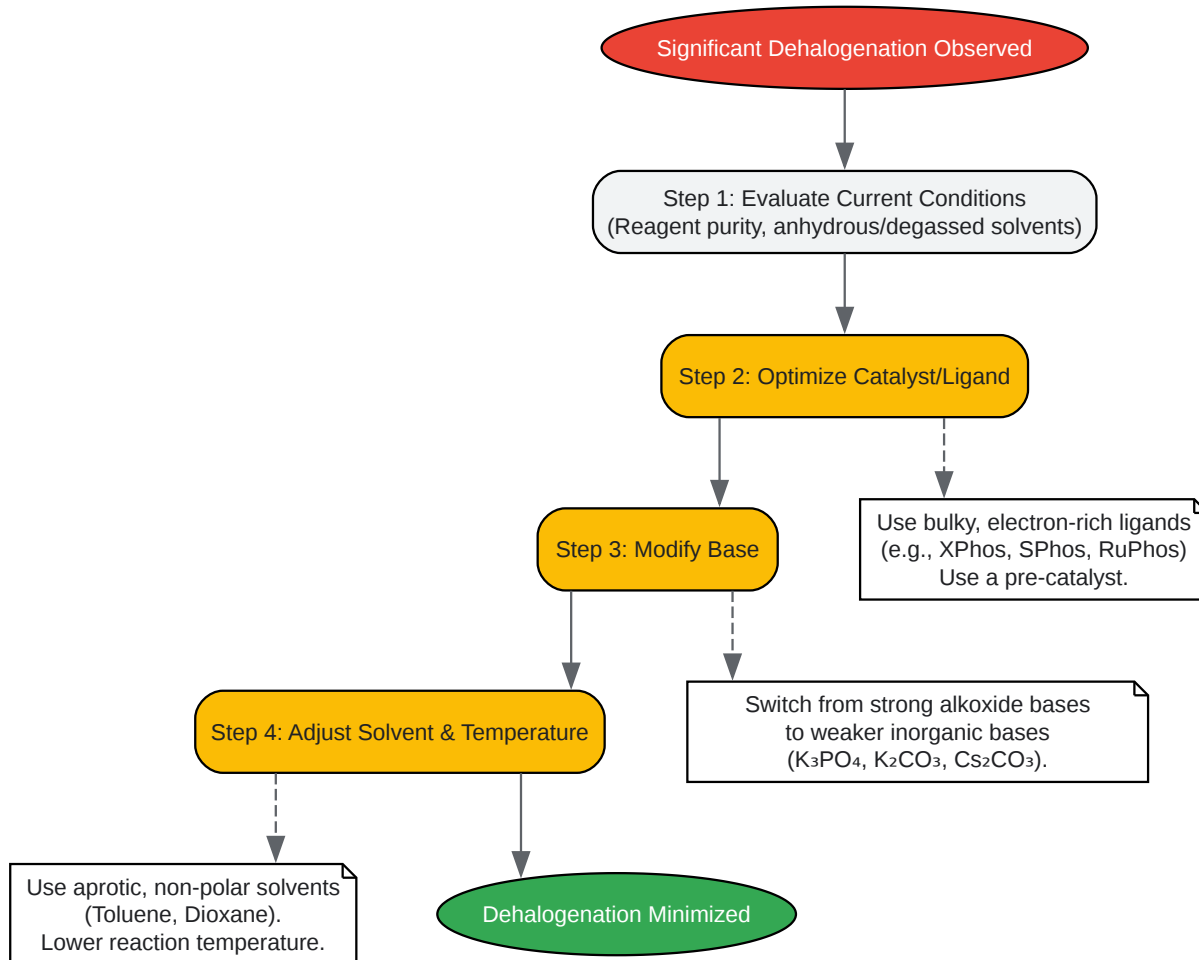 Significant Dehalogenation Observed
Step 1: Evaluate Current Conditions
(Reagent purity, anhydrous/degassed solvents)
Step 2: Optimize Catalyst/Ligand
Use bulky, electron-rich ligands
(e.g., XPhos, SPhos, RuPhos)
Use a pre-catalyst.
Step 3: Modify Base
Switch from strong alkoxide bases
to weaker inorganic bases
(K₃PO₄, K₂CO₃, Cs₂CO₃).
Step 4: Adjust Solvent & Temperature
Use aprotic, non-polar solvents
(Toluene, Dioxane).
Lower reaction temperature.
Dehalogenation Minimized